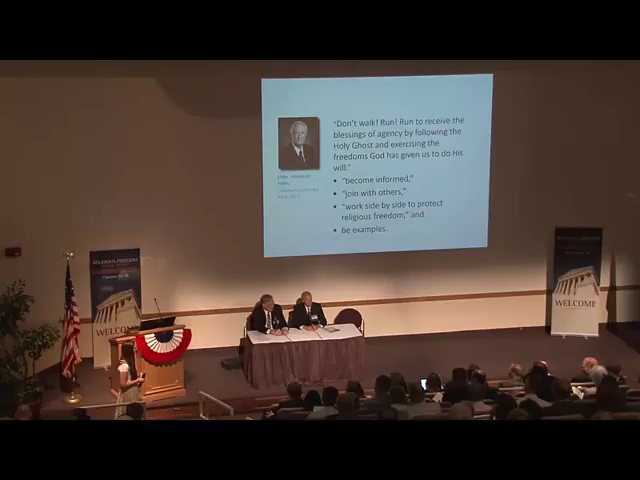 "Don't walk! Run! Run to receive the
blessings of agency by following the
Holy Ghost and exercising the
freedoms God has given us to do His
will."
• "become informed,"
• "join with others,"
• "work side by side to protect
religious freedom," and
• be examples.
RELIGIOUS FREEDOM
WELCOME
WELCOME